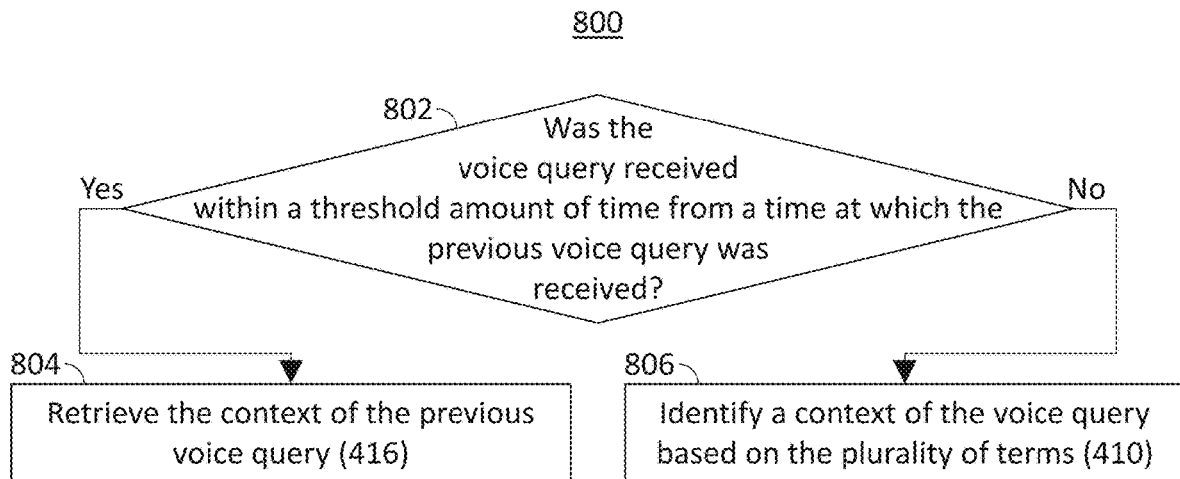 800
802
Was the
voice query received
within a threshold amount of time from a time at which the
previous voice query was
received?
Yes
No
804
Retrieve the context of the previous
voice query (416)
806
Identify a context of the voice query
based on the plurality of terms (410)